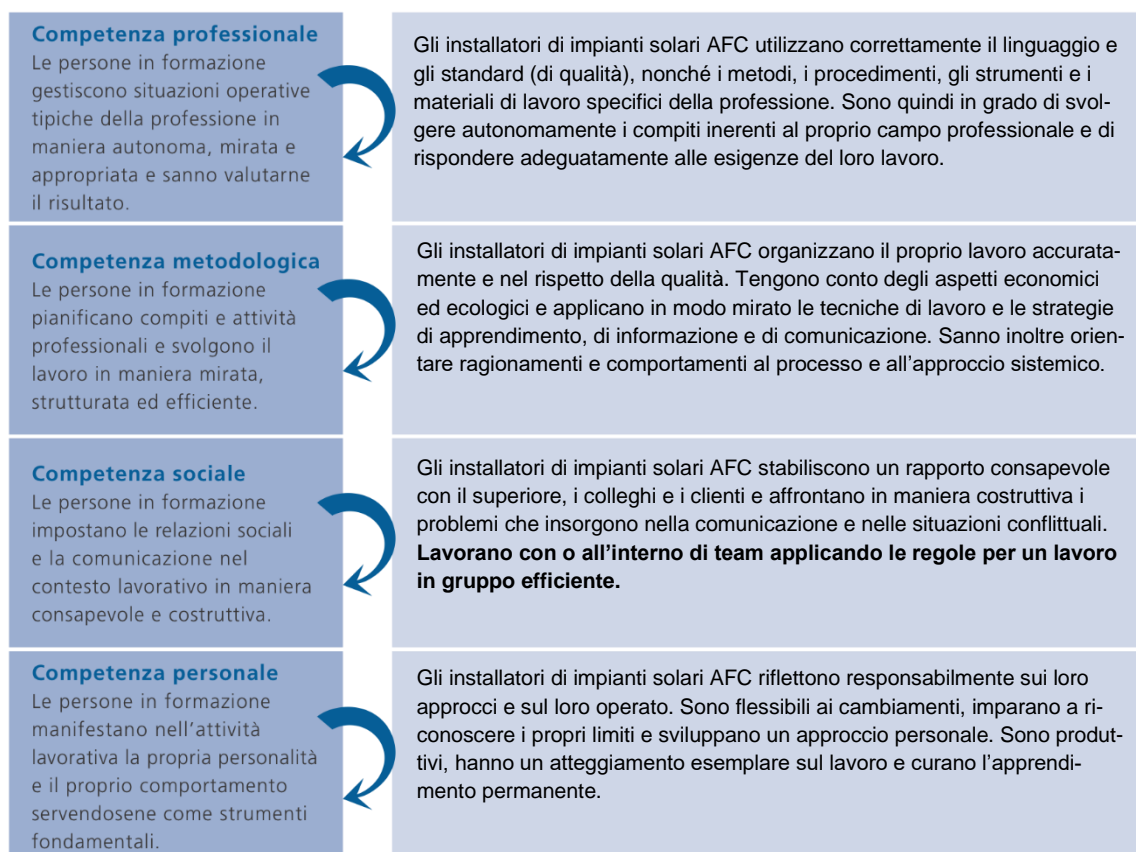 Competenza professionale
Le persone in formazione
gestiscono situazioni operative
tipiche della professione in
maniera autonoma, mirata e
appropriata e sanno valutarne
il risultato.
Gli installatori di impianti solari AFC utilizzano correttamente il linguaggio e
gli standard (di qualità), nonché i metodi, i procedimenti, gli strumenti e i
materiali di lavoro specifici della professione. Sono quindi in grado di svol-
gere autonomamente i compiti inerenti al proprio campo professionale e di
rispondere adeguatamente alle esigenze del loro lavoro.
Competenza metodologica
Le persone in formazione
pianificano compiti e attività
professionali e svolgono il
lavoro in maniera mirata,
strutturata ed efficiente.
Gli installatori di impianti solari AFC organizzano il proprio lavoro accurata-
mente e nel rispetto della qualità. Tengono conto degli aspetti economici
ed ecologici e applicano in modo mirato le tecniche di lavoro e le strategie
di apprendimento, di informazione e di comunicazione. Sanno inoltre orien-
tare ragionamenti e comportamenti al processo e all'approccio sistemico.
Competenza sociale
Le persone in formazione
impostano le relazioni sociali
e la comunicazione nel
contesto lavorativo in maniera
consapevole e costruttiva.
Gli installatori di impianti solari AFC stabiliscono un rapporto consapevole
con il superiore, i colleghi e i clienti e affrontano in maniera costruttiva i
problemi che insorgono nella comunicazione e nelle situazioni conflittuali.
Lavorano con o all'interno di team applicando le regole per un lavoro
in gruppo efficiente.
Competenza personale
Le persone in formazione
manifestano nell'attività
lavorativa la propria personalità
e il proprio comportamento
servendosene come strumenti
fondamentali.
Gli installatori di impianti solari AFC riflettono responsabilmente sui loro
approcci e sul loro operato. Sono flessibili ai cambiamenti, imparano a ri-
conoscere i propri limiti e sviluppano un approccio personale. Sono produt-
tivi, hanno un atteggiamento esemplare sul lavoro e curano l'apprendi-
mento permanente.